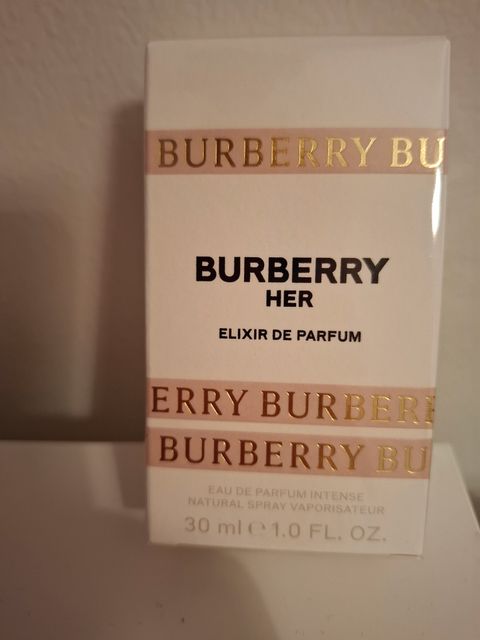 BURBERRY BU
BURBERRY
HER
ELIXIR DE PARFUM
ERRY BURBERR
BURBERRY BU
EAU DE PARFUM INTENSE
NATURAL SPRAY VAPORISATEUR
30 ml ℮ 1.0 FL. OZ.